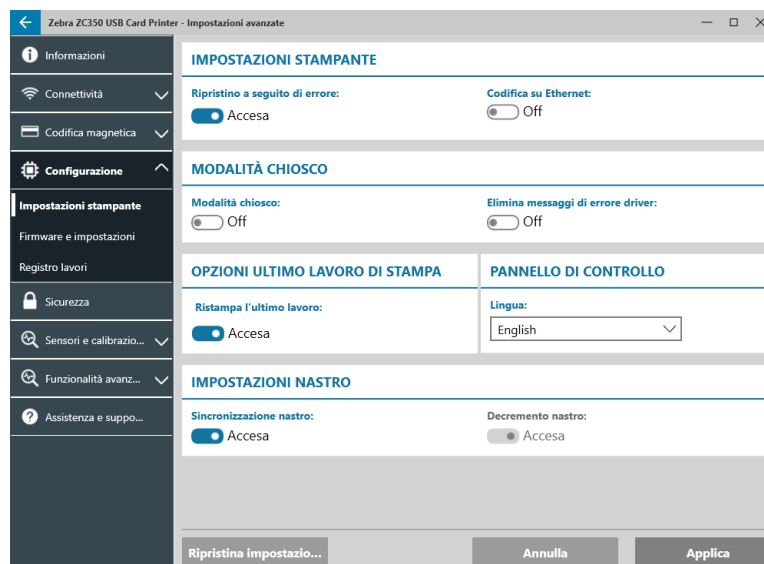 Zebra ZC350 USB Card Printer - Impostazioni avanzate
Informazioni
Connettività
Codifica magnetica
Configurazione
Impostazioni stampante
Firmware e impostazioni
Registro lavori
Sicurezza
Sensori e calibrazio...
Funzionalità avanz...
Assistenza e suppo...
IMPOSTAZIONI STAMPANTE
Ripristino a seguito di errore:
Accesa
Codifica su Ethernet:
Off
MODALITÀ CHIOSCO
Modalità chiosco:
Off
Elimina messaggi di errore driver:
Off
OPZIONI ULTIMO LAVORO DI STAMPA
Ristampa l'ultimo lavoro:
Accesa
PANNELLO DI CONTROLLO
Lingua:
English
IMPOSTAZIONI NASTRO
Sincronizzazione nastro:
Accesa
Decremento nastro:
Accesa
Ripristina impostazio...
Annulla
Applica